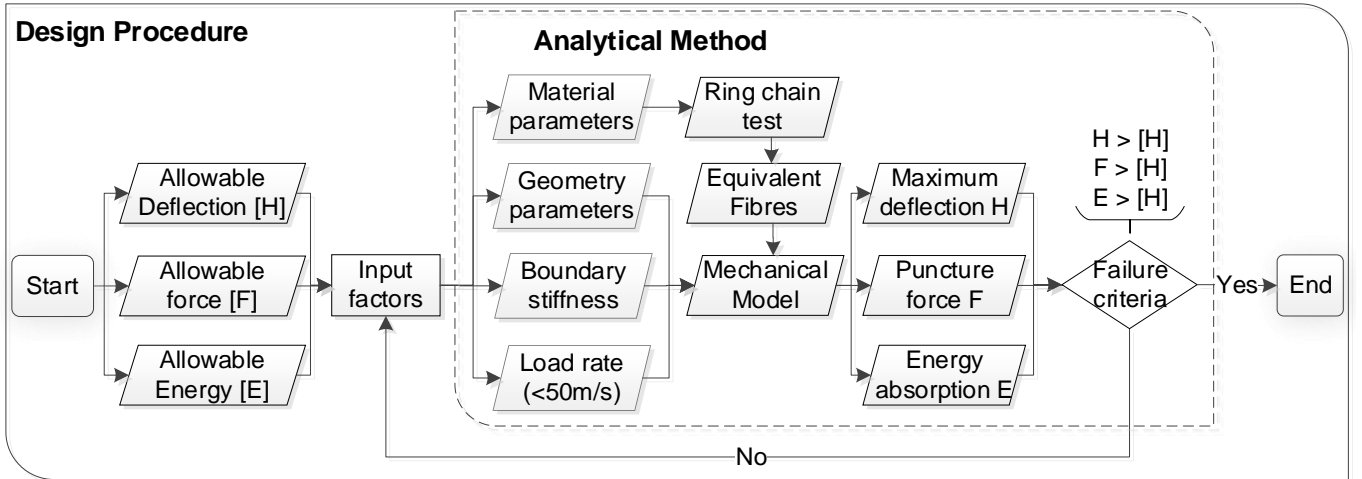 Design Procedure
Analytical Method
Start
Allowable
Deflection [H]
Allowable
force [F]
Allowable
Energy [E]
Input
factors
Material
parameters
Geometry
parameters
Boundary
stiffness
Load rate
(<50m/s)
Ring chain
test
Equivalent
Fibres
Mechanical
Model
Maximum
deflection H
Puncture
force F
Energy
absorption E
H > [H]
F > [H]
E > [H]
Failure
criteria
Yes
End
No